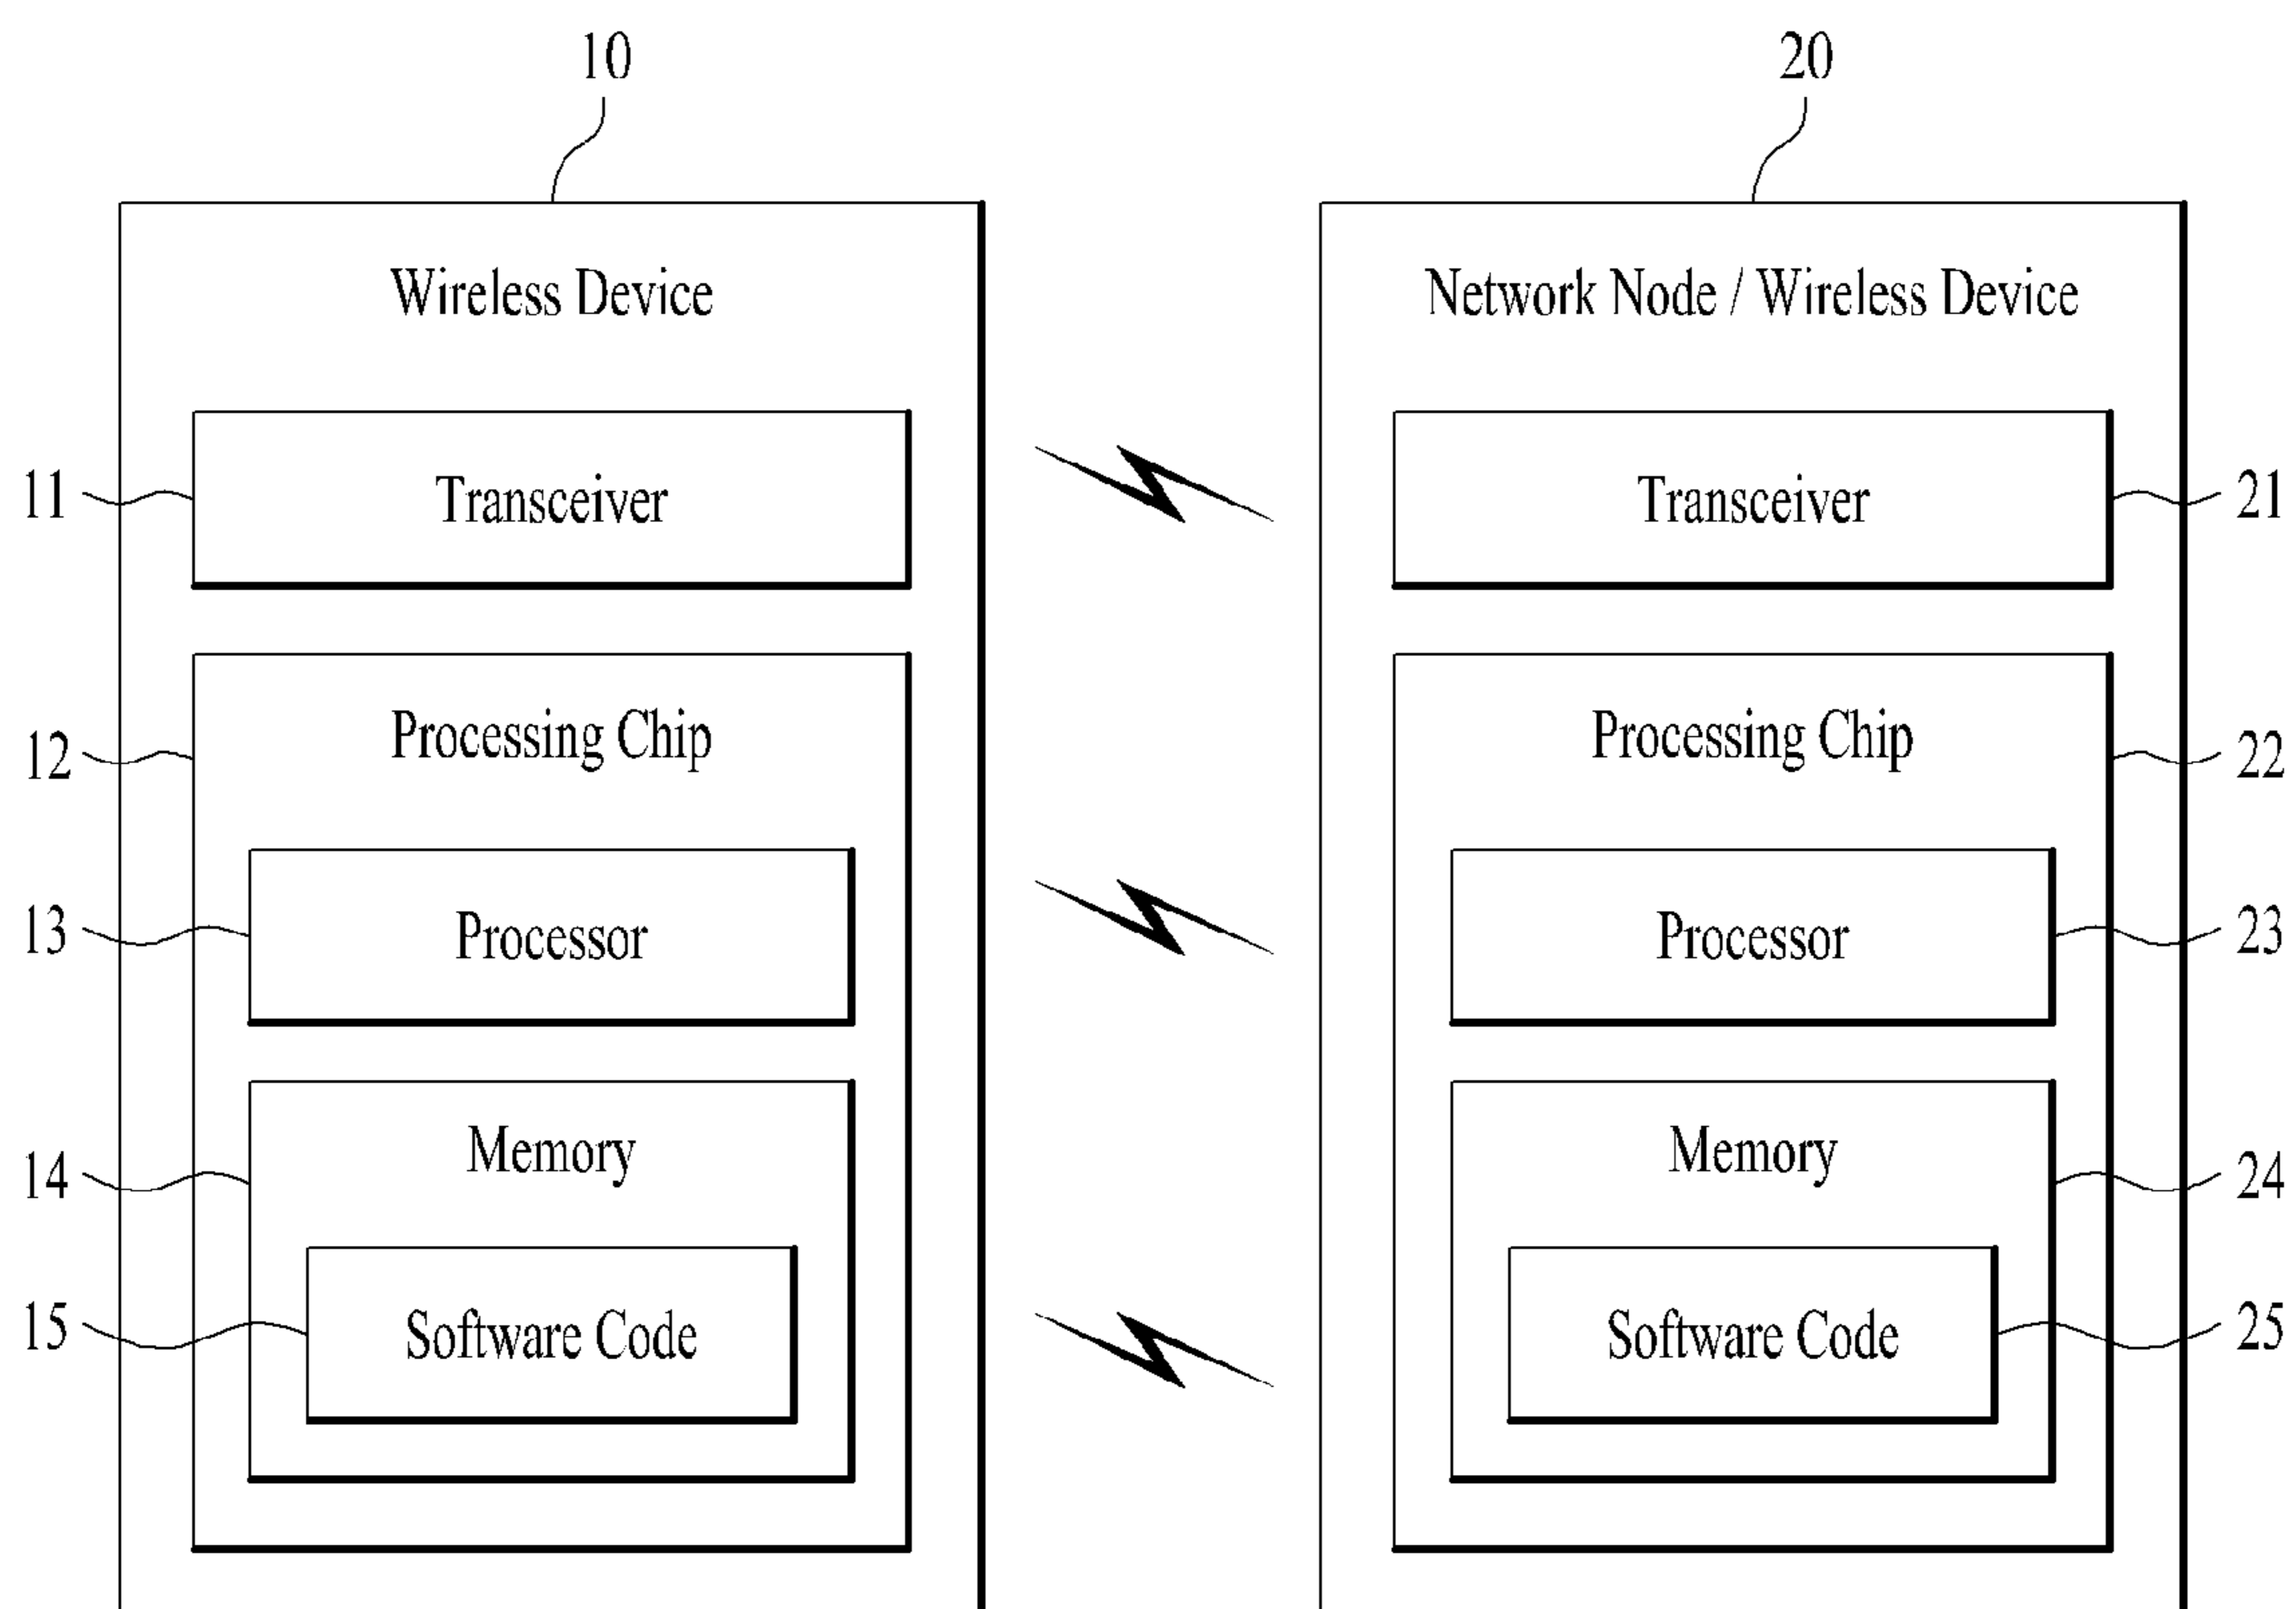 10
20
Wireless Device
Network Node / Wireless Device
11
Transceiver
Transceiver
21
12
Processing Chip
Processing Chip
22
13
Processor
Processor
23
14
Memory
Memory
24
15
Software Code
Software Code
25